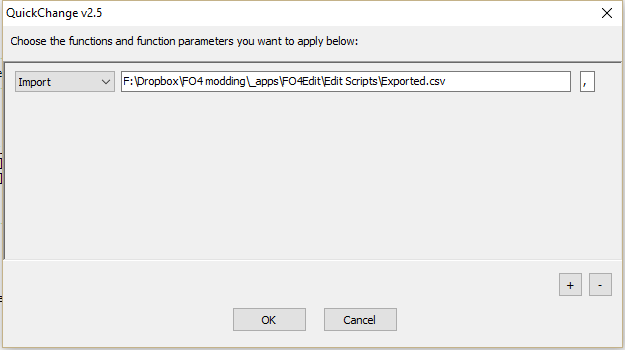 QuickChange v2.5
Choose the functions and function parameters you want to apply below:
Import F:\Dropbox\FO4 modding\_apps\FO4Edit\Edit Scripts\Exported.csv ,
+ -
OK Cancel